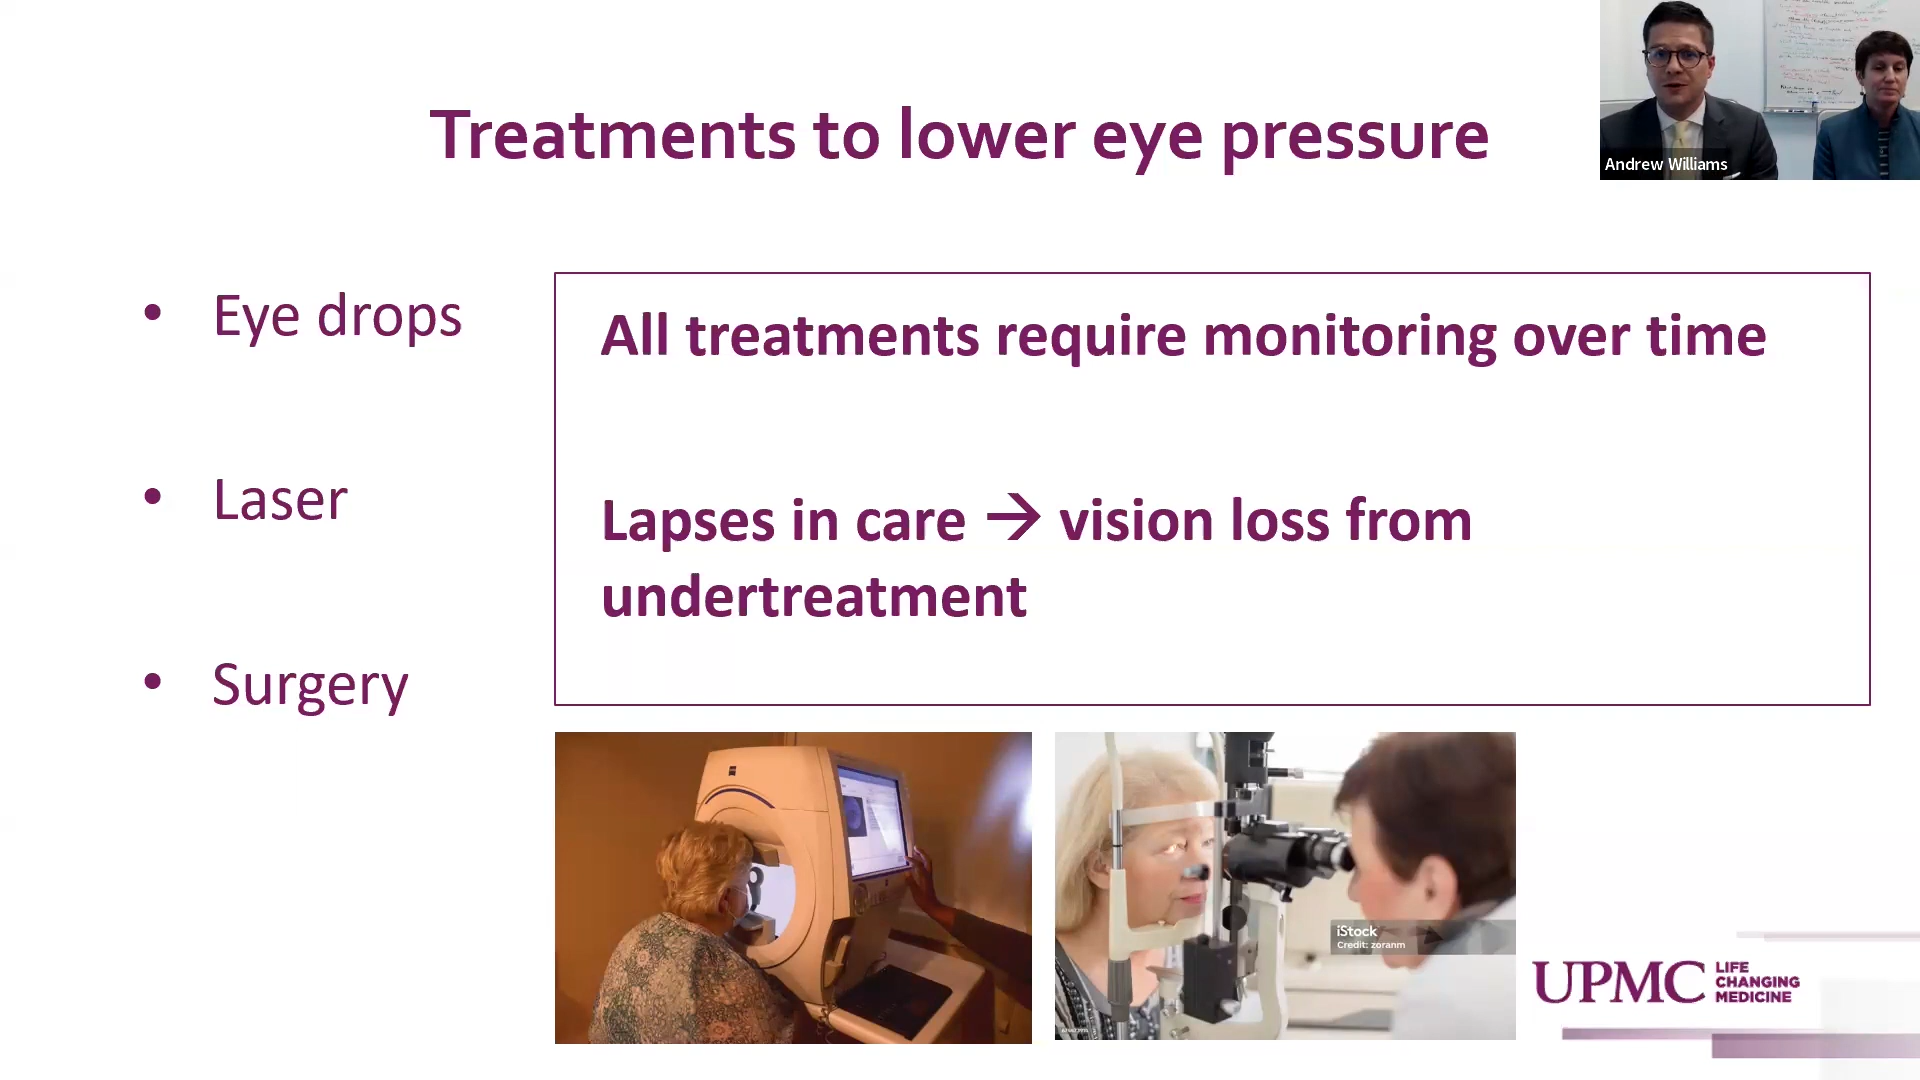 Treatments to lower eye pressure
Andrew Williams
• Eye drops
• Laser
• Surgery
All treatments require monitoring over time
Lapses in care → vision loss from
undertreatment
iStock
Credit: zoranm
UPMC
LIFE
CHANGING
MEDICINE